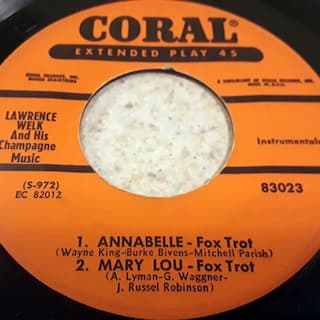 CORAL
EXTENDED PLAY 45
LAWRENCE
WELK
And His
Champagne
Music
Instrumental
(S-972)
EC 82012
83023
1. ANNABELLE - Fox Trot
(Wayne King-Burke Bivens-Mitchell Parish)
2. MARY LOU - Fox Trot
(A. Lyman-G. Waggner-
J. Russel Robinson)